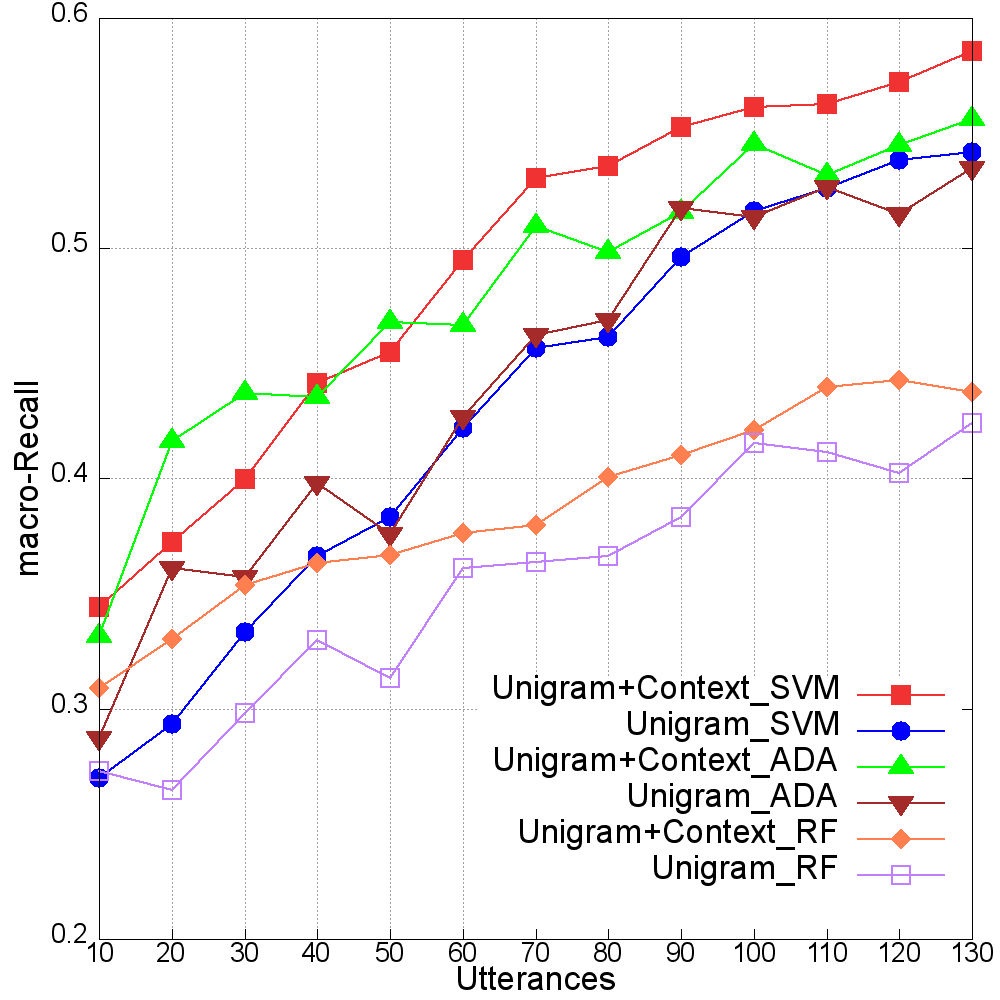 0.6
0.5
0.4
0.3
0.2
macro-Recall
Unigram+Context_SVM
Unigram_SVM
Unigram+Context_ADA
Unigram_ADA
Unigram+Context_RF
Unigram_RF
10 20 30 40 50 60 70 80 90 100 110 120 130
Utterances